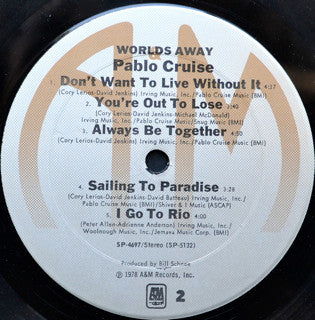 WORLDS AWAY
Pablo Cruise
1. Don't Want To Live Without It 4:37
(Cory Lerios-David Jenkins) Irving Music, Inc./Pablo Cruise Music (BMI)
2. You're Out To Lose 3:40
(Cory Lerios-David Jenkins-Michael McDonald)
Irving Music, Inc./Pablo Cruise Music/Snug Music (BMI)
3. Always Be Together 4:50
(Cory Lerios-David Jenkins) Irving Music, Inc./Pablo Cruise Music (BMI)
4. Sailing To Paradise 3:28
(Cory Lerios-David Jenkins-David Batteau) Irving Music, Inc./
Pablo Cruise Music (BMI)/Shiver & I Music (ASCAP)
5. I Go To Rio 4:00
(Peter Allen-Adrienne Anderson) Irving Music, Inc./
Woolnough Music, Inc./Jemava Music Corp. (BMI)
SP-4697/Stereo (SP-5132)
Produced by Bill Schnee
℗ 1978 A&M Records, Inc.
A&M 2